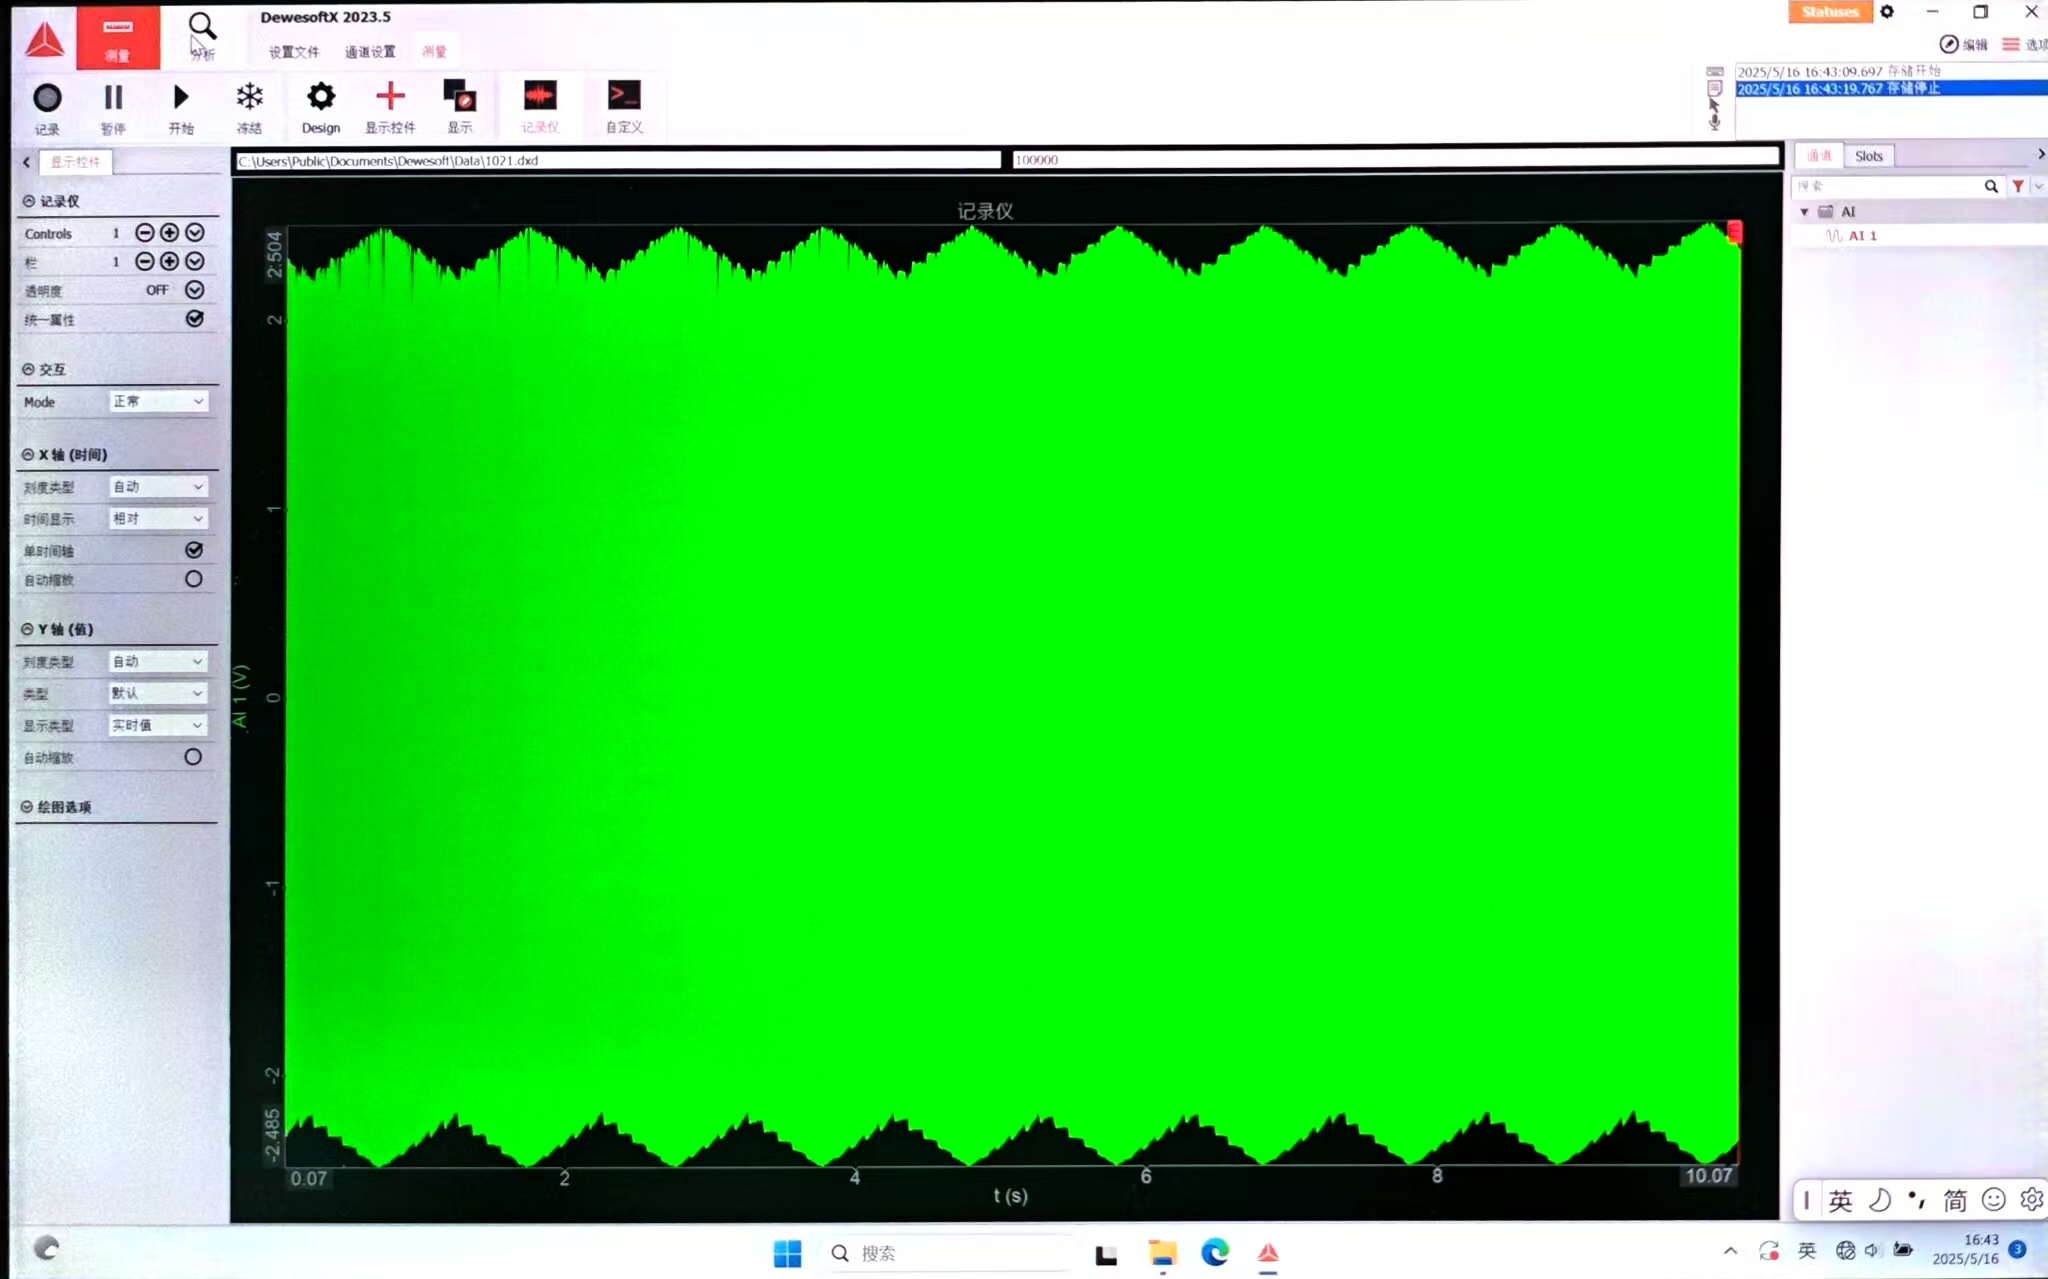 DewesoftX 2023.5
Statuses
测量
分析
设置文件 通道设置 测量
编辑 选项
记录 暂停 开始 冻结 Design 显示控件 显示 记录仪 自定义
2025/5/16 16:43:09.697 存储开始
2025/5/16 16:43:19.767 存储停止
显示控件
C:\Users\Public\Documents\Dewesoft\Data\1021.dxd
100000
通道 Slots
搜索
AI
AI 1
记录仪
Controls 1
栏 1
透明度 OFF
统一属性
交互
Mode 正常
X 轴 (时间)
刻度类型 自动
时间显示 相对
单时间轴
自动缩放
Y 轴 (值)
刻度类型 自动
类型 默认
显示类型 实时值
自动缩放
绘图选项
记录仪
2.504
2
1
0
-1
-2
-2.485
AI 1 (V)
0.07 2 4 6 8 10.07
t (s)
英 简
搜索
英
16:43
2025/5/16
3